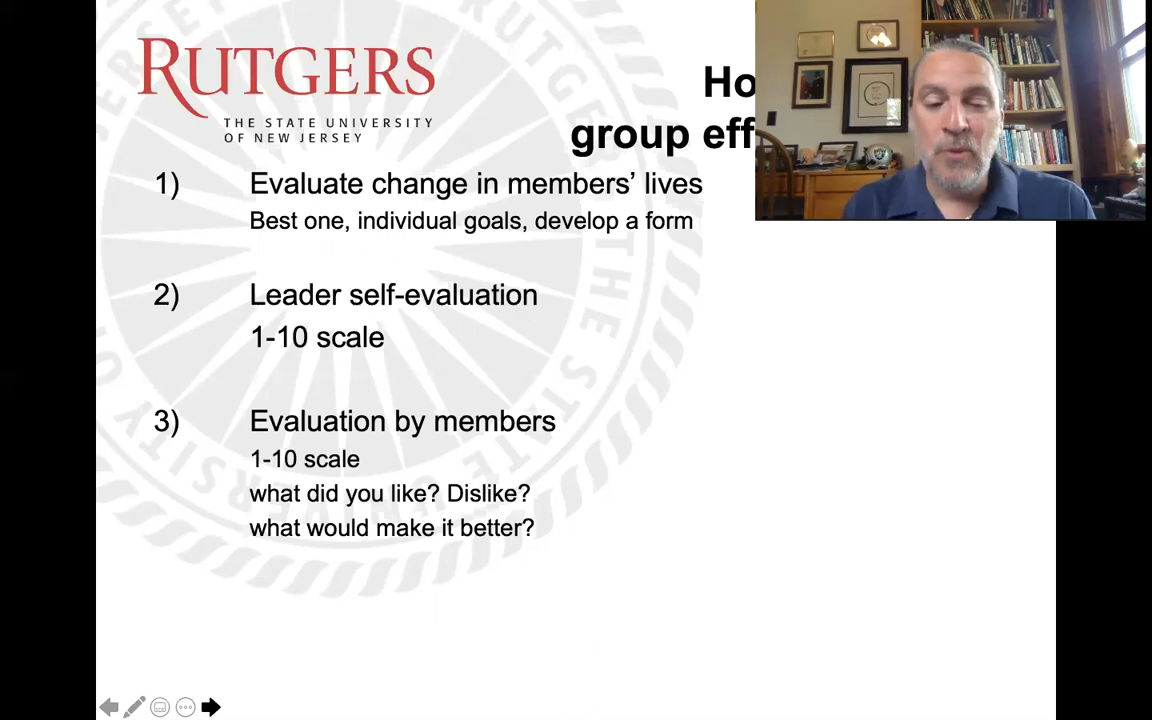 RUTGERS
THE STATE UNIVERSITY
OF NEW JERSEY
Ho
group eff
1) Evaluate change in members’ lives
Best one, individual goals, develop a form
2) Leader self-evaluation
1-10 scale
3) Evaluation by members
1-10 scale
what did you like? Dislike?
what would make it better?